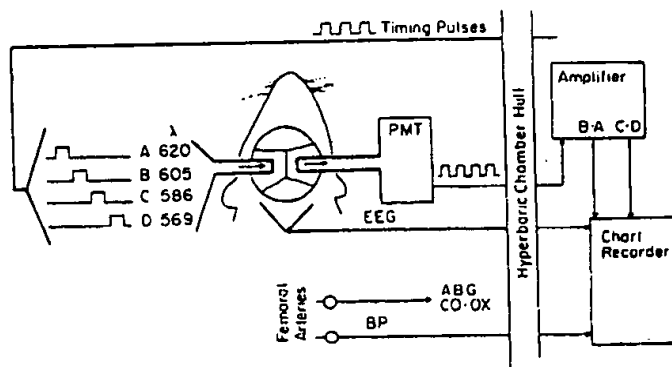 Timing Pulses
Amplifier
B-A C-D
λ
A 620
B 605
C 586
D 569
PMT
EEG
Hyperbaric Chamber Hull
Chart
Recorder
Femoral
Arteries
ABG
CO-OX
BP